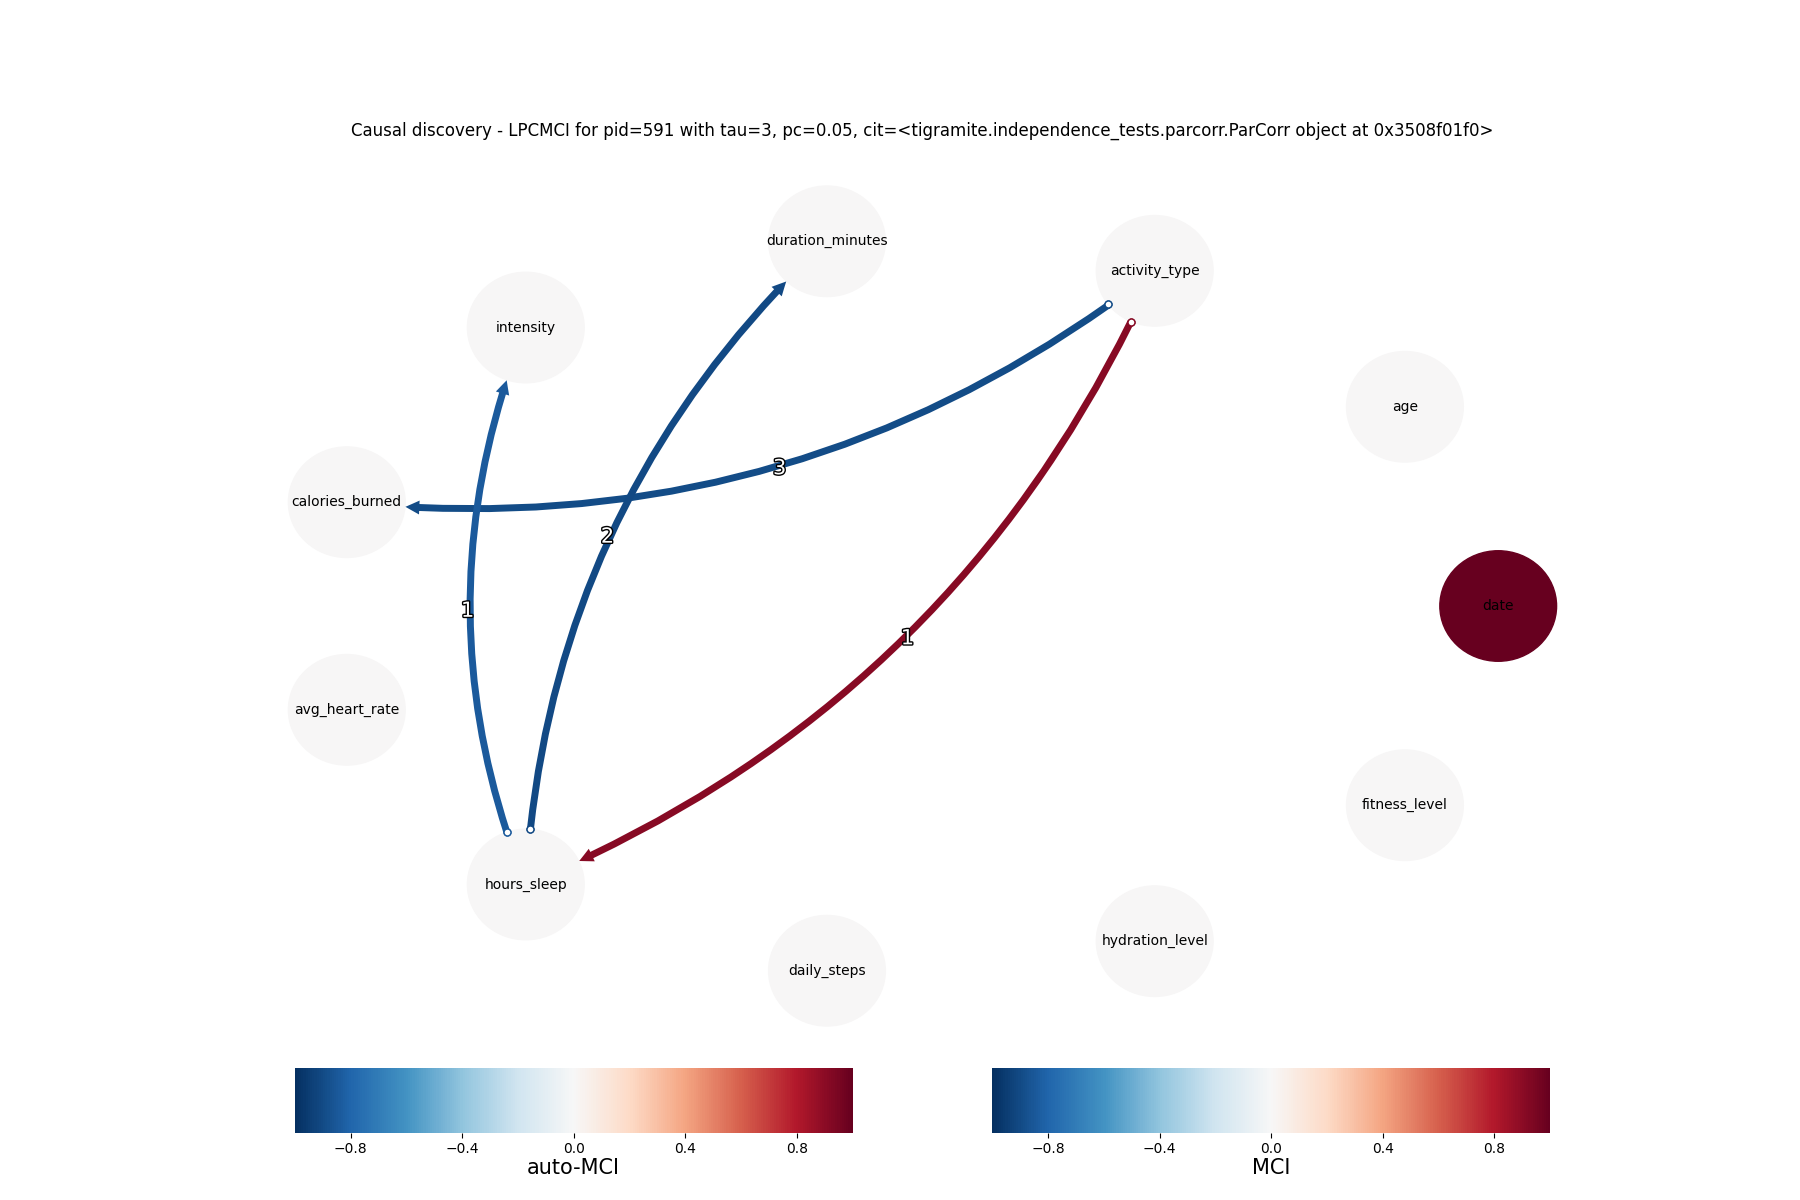 Causal discovery - LPCMCI for pid=591 with tau=3, pc=0.05, cit=<tigramite.independence_tests.parcorr.ParCorr object at 0x3508f01f0>
duration_minutes
activity_type
intensity
age
3
calories_burned
2
date
1
1
avg_heart_rate
fitness_level
hours_sleep
hydration_level
daily_steps
−0.8 −0.4 0.0 0.4 0.8
auto-MCI
−0.8 −0.4 0.0 0.4 0.8
MCI